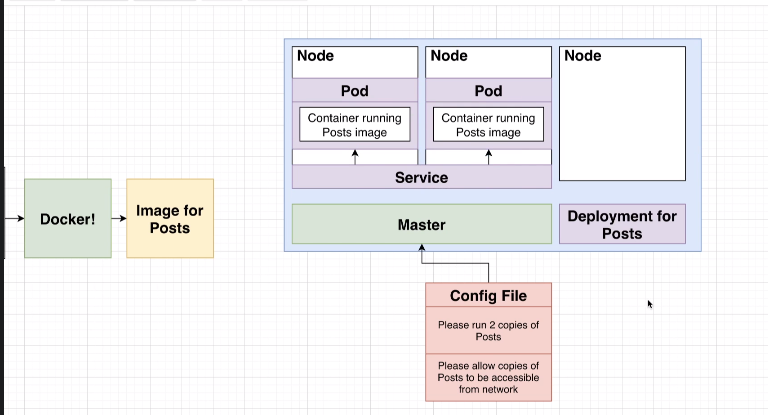 Node
Node
Node
Pod
Pod
Container running
Posts image
Container running
Posts image
Service
Docker!
Image for
Posts
Master
Deployment for
Posts
Config File
Please run 2 copies of
Posts
Please allow copies of
Posts to be accessible
from network